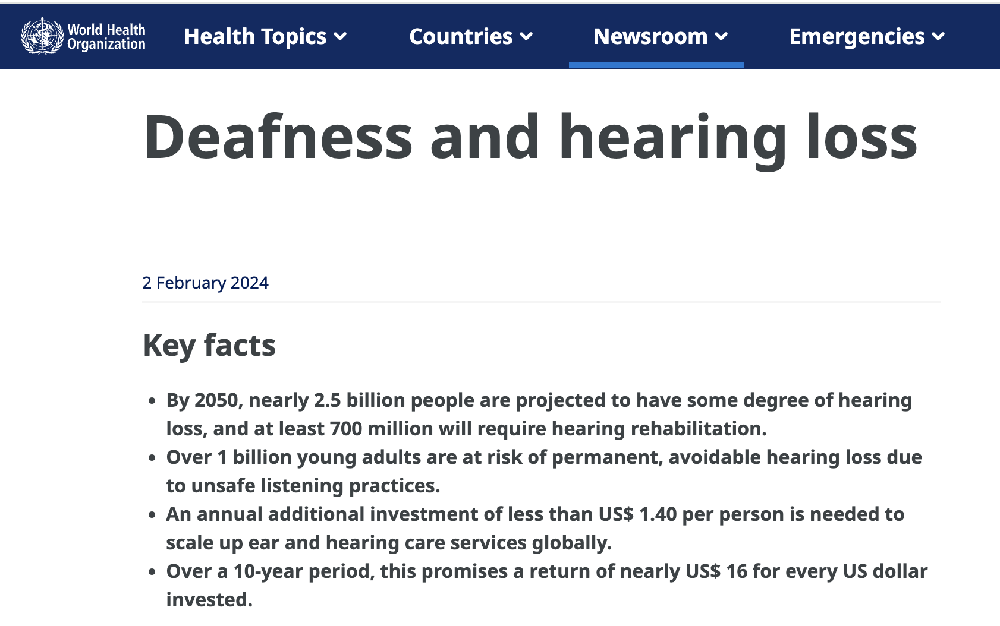 World Health
Organization
Health Topics
Countries
Newsroom
Emergencies
Deafness and hearing loss
2 February 2024
Key facts
• By 2050, nearly 2.5 billion people are projected to have some degree of hearing
loss, and at least 700 million will require hearing rehabilitation.
• Over 1 billion young adults are at risk of permanent, avoidable hearing loss due
to unsafe listening practices.
• An annual additional investment of less than US$ 1.40 per person is needed to
scale up ear and hearing care services globally.
• Over a 10-year period, this promises a return of nearly US$ 16 for every US dollar
invested.